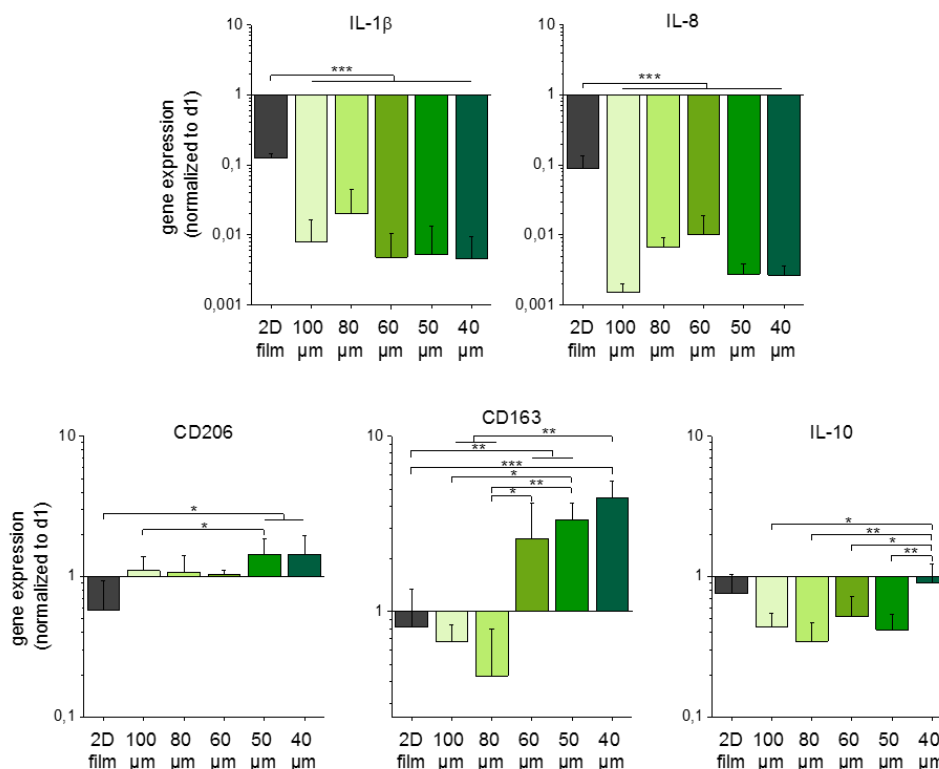 IL-1β
IL-8
gene expression
(normalized to d1)
10
1
0,1
0,01
0,001
***
10
1
0,1
0,01
0,001
***
2D film
100 µm
80 µm
60 µm
50 µm
40 µm
2D film
100 µm
80 µm
60 µm
50 µm
40 µm
CD206
CD163
IL-10
gene expression
(normalized to d1)
10
1
0,1
*
*
10
1
**
**
***
*
**
*
10
1
0,1
*
**
*
**
2D film
100 µm
80 µm
60 µm
50 µm
40 µm
2D film
100 µm
80 µm
60 µm
50 µm
40 µm
2D film
100 µm
80 µm
60 µm
50 µm
40 µm